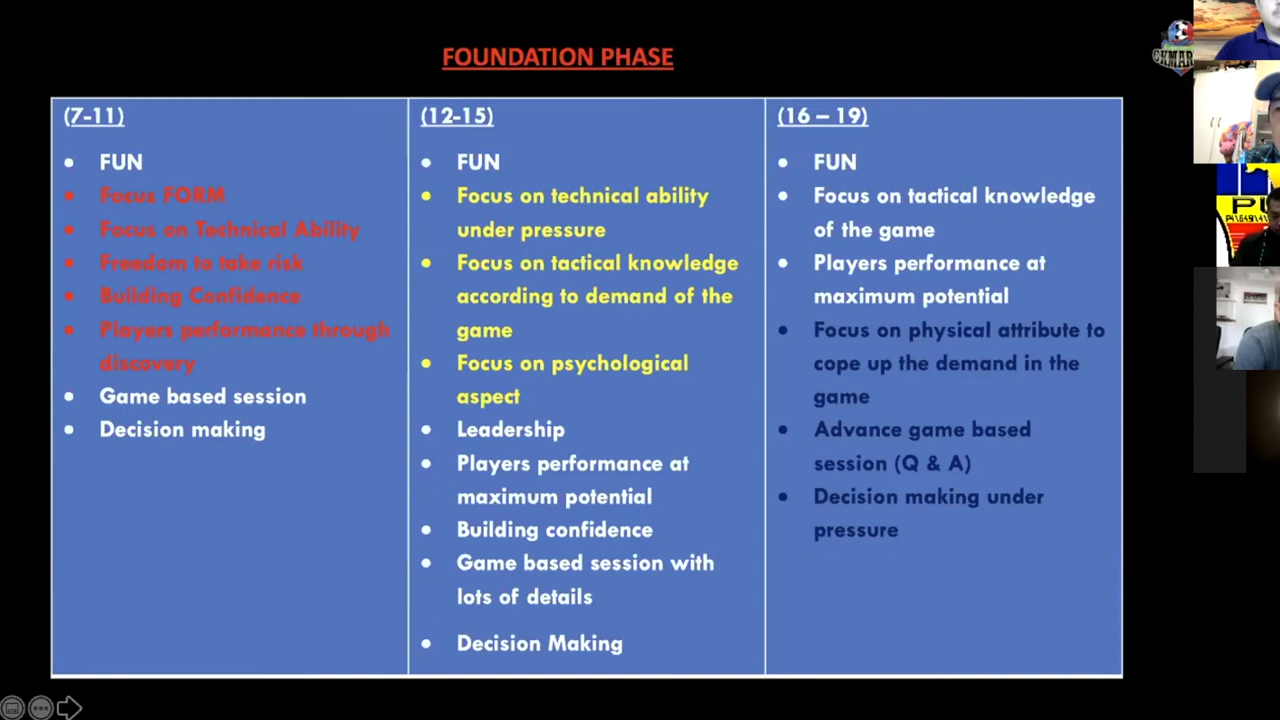 FOUNDATION PHASE
(7-11)
• FUN
• Focus FORM
• Focus on Technical Ability
• Freedom to take risk
• Building Confidence
• Players performance through
discovery
• Game based session
• Decision making
(12-15)
• FUN
• Focus on technical ability
under pressure
• Focus on tactical knowledge
according to demand of the
game
• Focus on psychological
aspect
• Leadership
• Players performance at
maximum potential
• Building confidence
• Game based session with
lots of details
• Decision Making
(16 – 19)
• FUN
• Focus on tactical knowledge
of the game
• Players performance at
maximum potential
• Focus on physical attribute to
cope up the demand in the
game
• Advance game based
session (Q & A)
• Decision making under
pressure